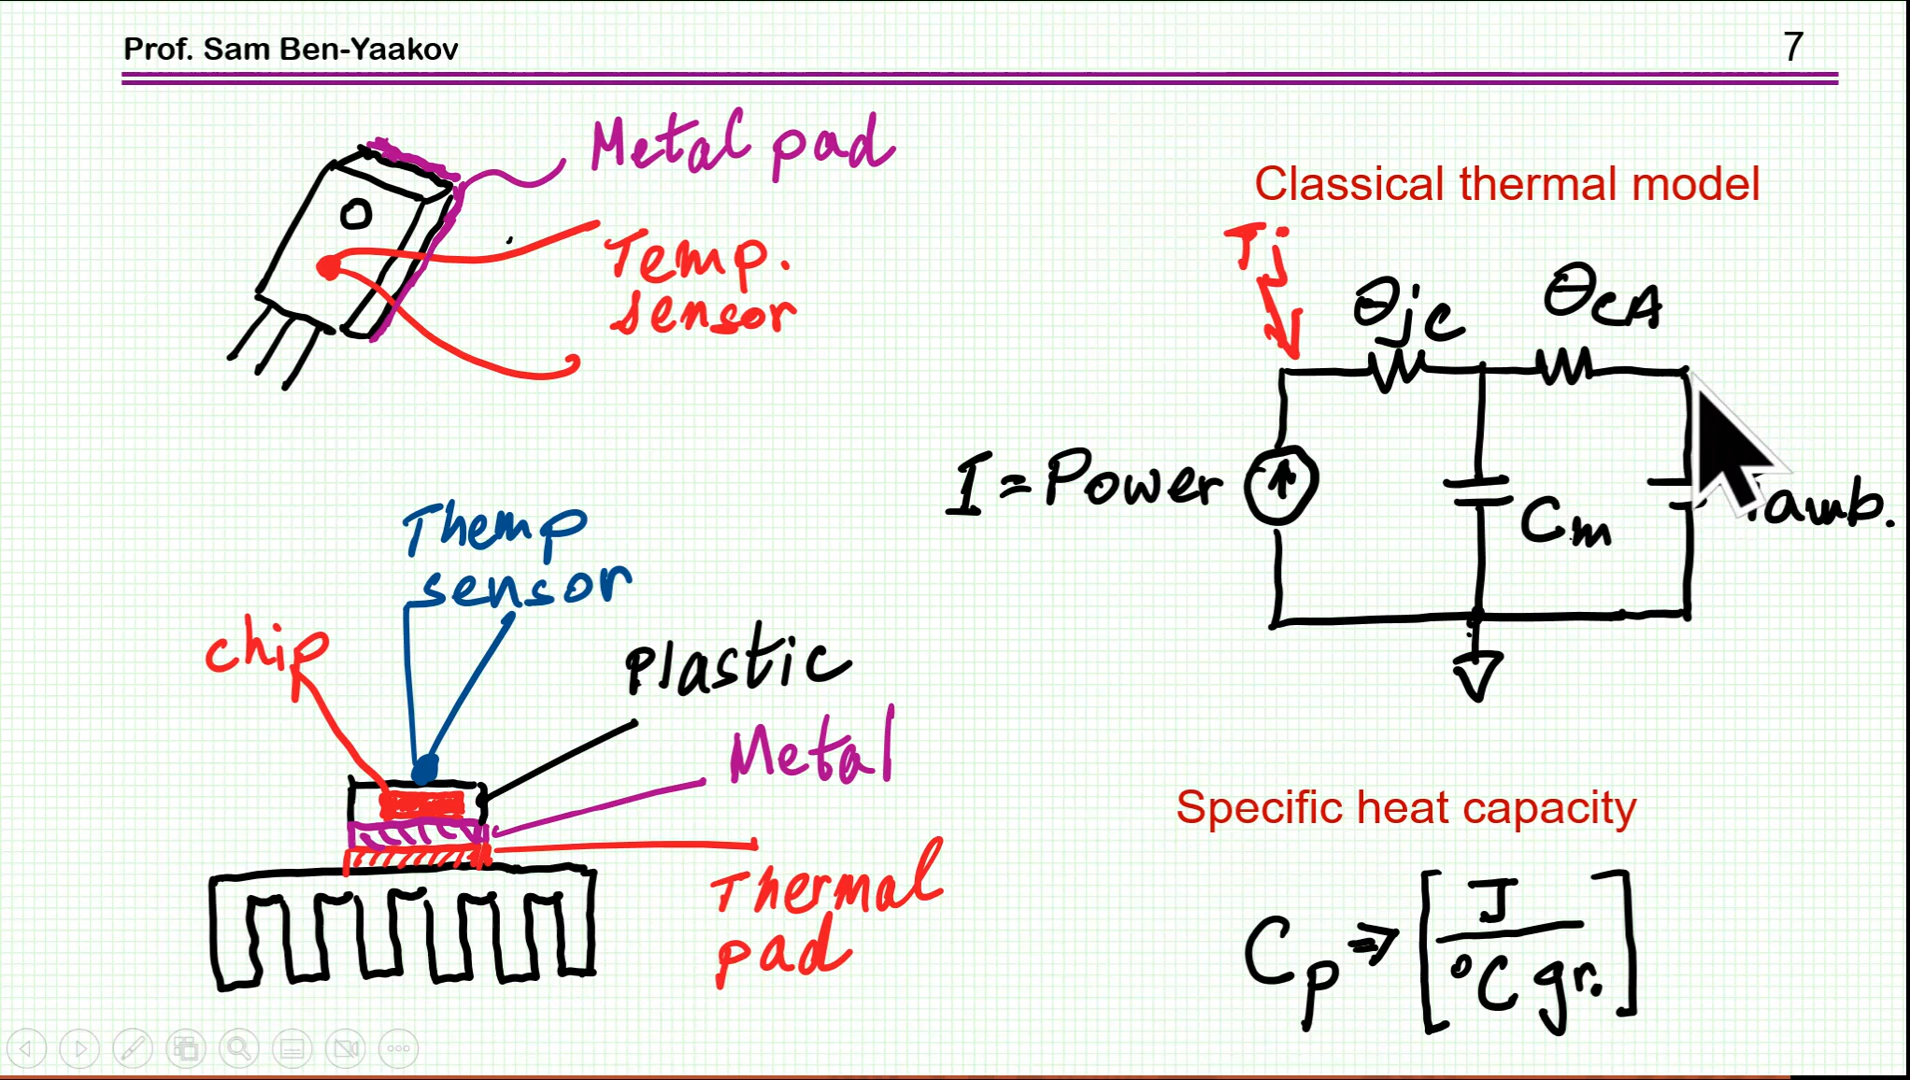 Prof. Sam Ben-Yaakov
7
Metal pad
Temp.
sensor
Themp
sensor
chip
plastic
Metal
Thermal
pad
Classical thermal model
Tj
θjc
θcA
I = Power
Cm
Tamb.
Specific heat capacity
Cp ⇒ [J / °C gr.]